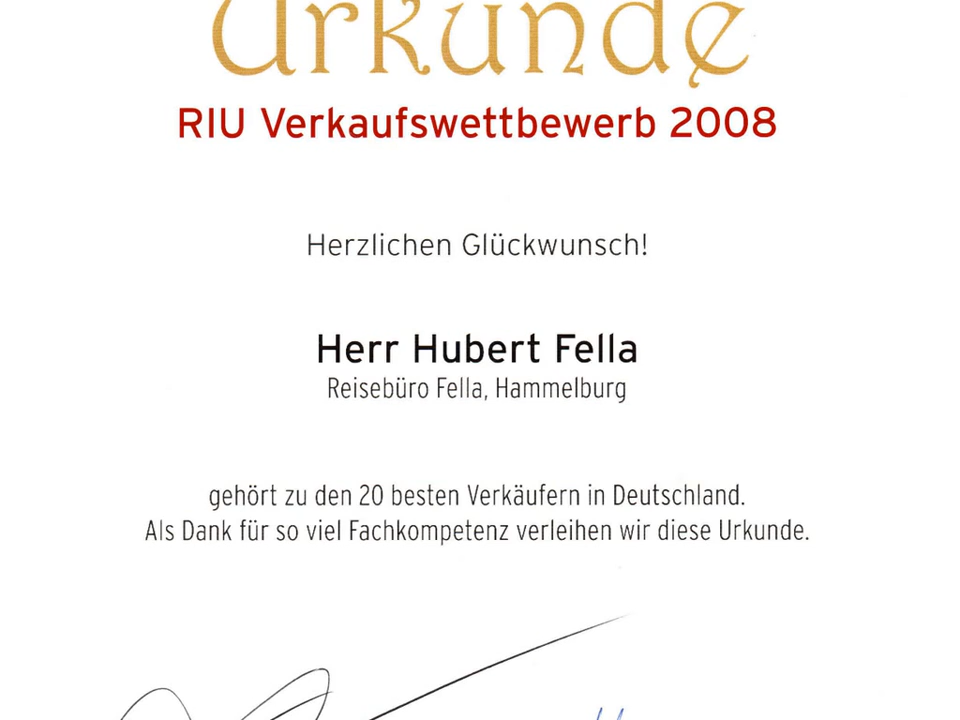 Urkunde
RIU Verkaufswettbewerb 2008
Herzlichen Glückwunsch!
Herr Hubert Fella
Reisebüro Fella, Hammelburg
gehört zu den 20 besten Verkäufern in Deutschland.
Als Dank für so viel Fachkompetenz verleihen wir diese Urkunde.